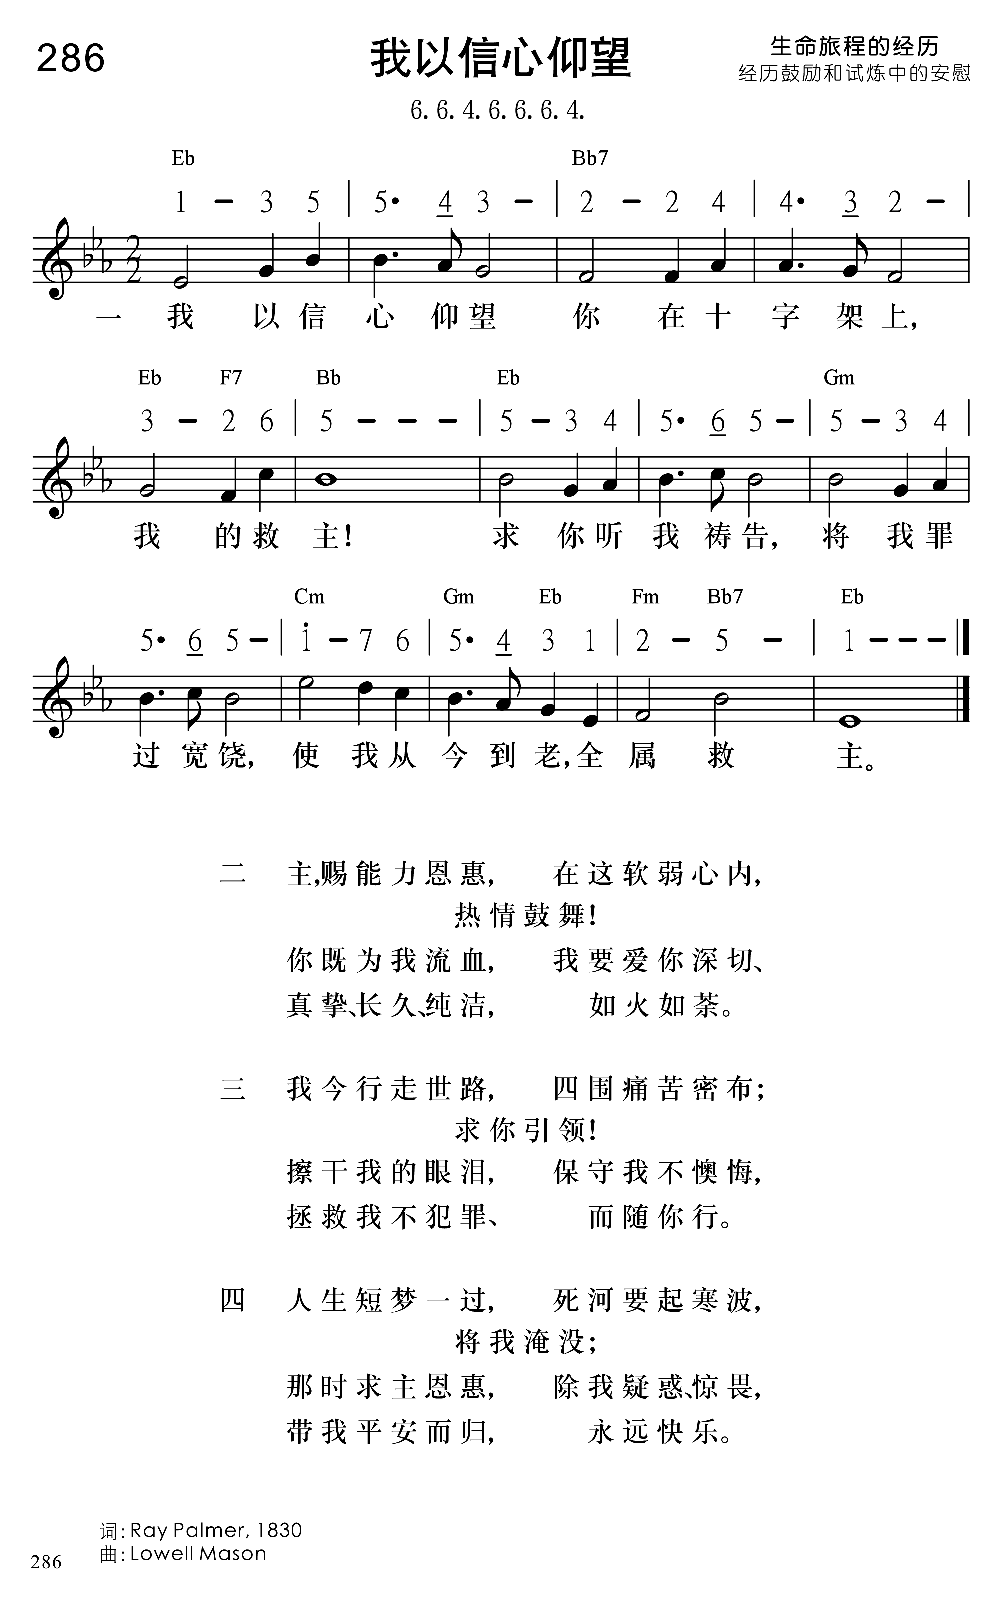 286
我以信心仰望
生命旅程的经历
经历鼓励和试炼中的安慰
6. 6. 4. 6. 6. 6. 4.
Eb Bb7
1 – 3 5 | 5• 4 3 – | 2 – 2 4 | 4• 3 2 – |
2 2
一 我 以 信 心 仰 望 你 在 十 字 架 上,
Eb F7 Bb Eb Gm
3 – 2 6 | 5 – – – | 5 – 3 4 | 5• 6 5 – | 5 – 3 4 |
我 的 救 主! 求 你 听 我 祷 告, 将 我 罪
Cm Gm Eb Fm Bb7 Eb
5• 6 5 – | i – 7 6 | 5• 4 3 1 | 2 – 5 – | 1 – – – ‖
过 宽 饶, 使 我 从 今 到 老, 全 属 救 主。
二 主,赐能力恩惠, 在这软弱心内,
热情鼓舞!
你既为我流血, 我要爱你深切、
真挚、长久、纯洁, 如火如荼。
三 我今行走世路, 四围痛苦密布;
求你引领!
擦干我的眼泪, 保守我不懊悔,
拯救我不犯罪、 而随你行。
四 人生短梦一过, 死河要起寒波,
将我淹没;
那时求主恩惠, 除我疑惑、惊畏,
带我平安而归, 永远快乐。
词: Ray Palmer, 1830
曲: Lowell Mason
286